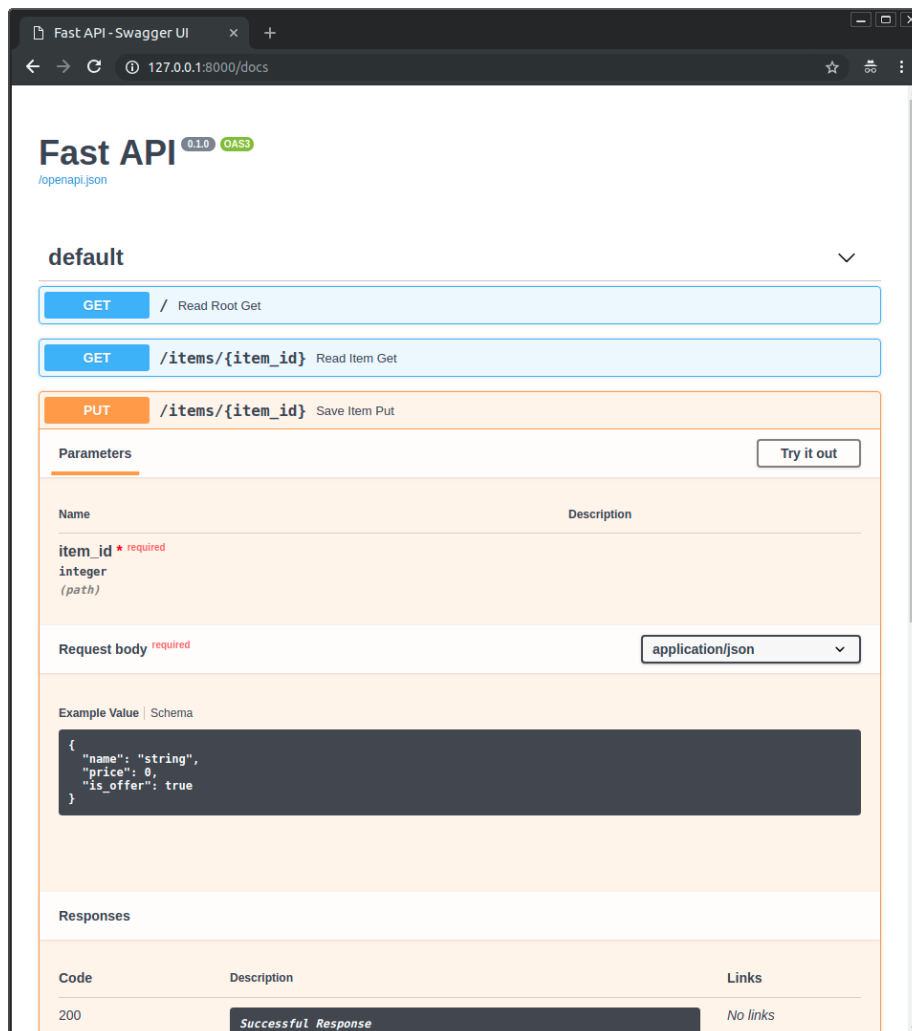 Fast API - Swagger UI
127.0.0.1:8000/docs
Fast API 0.1.0 OAS3
/openapi.json
default
GET / Read Root Get
GET /items/{item_id} Read Item Get
PUT /items/{item_id} Save Item Put
Parameters Try it out
Name Description
item_id * required
integer
(path)
Request body required application/json
Example Value Schema
{
"name": "string",
"price": 0,
"is_offer": true
}
Responses
Code Description Links
200 Successful Response No links